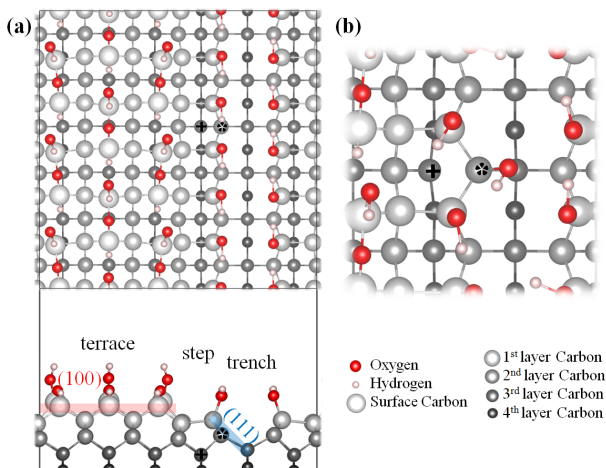 (a)
(b)
terrace
step
trench
(100)
(111)
Oxygen
Hydrogen
Surface Carbon
1st layer Carbon
2nd layer Carbon
3rd layer Carbon
4th layer Carbon